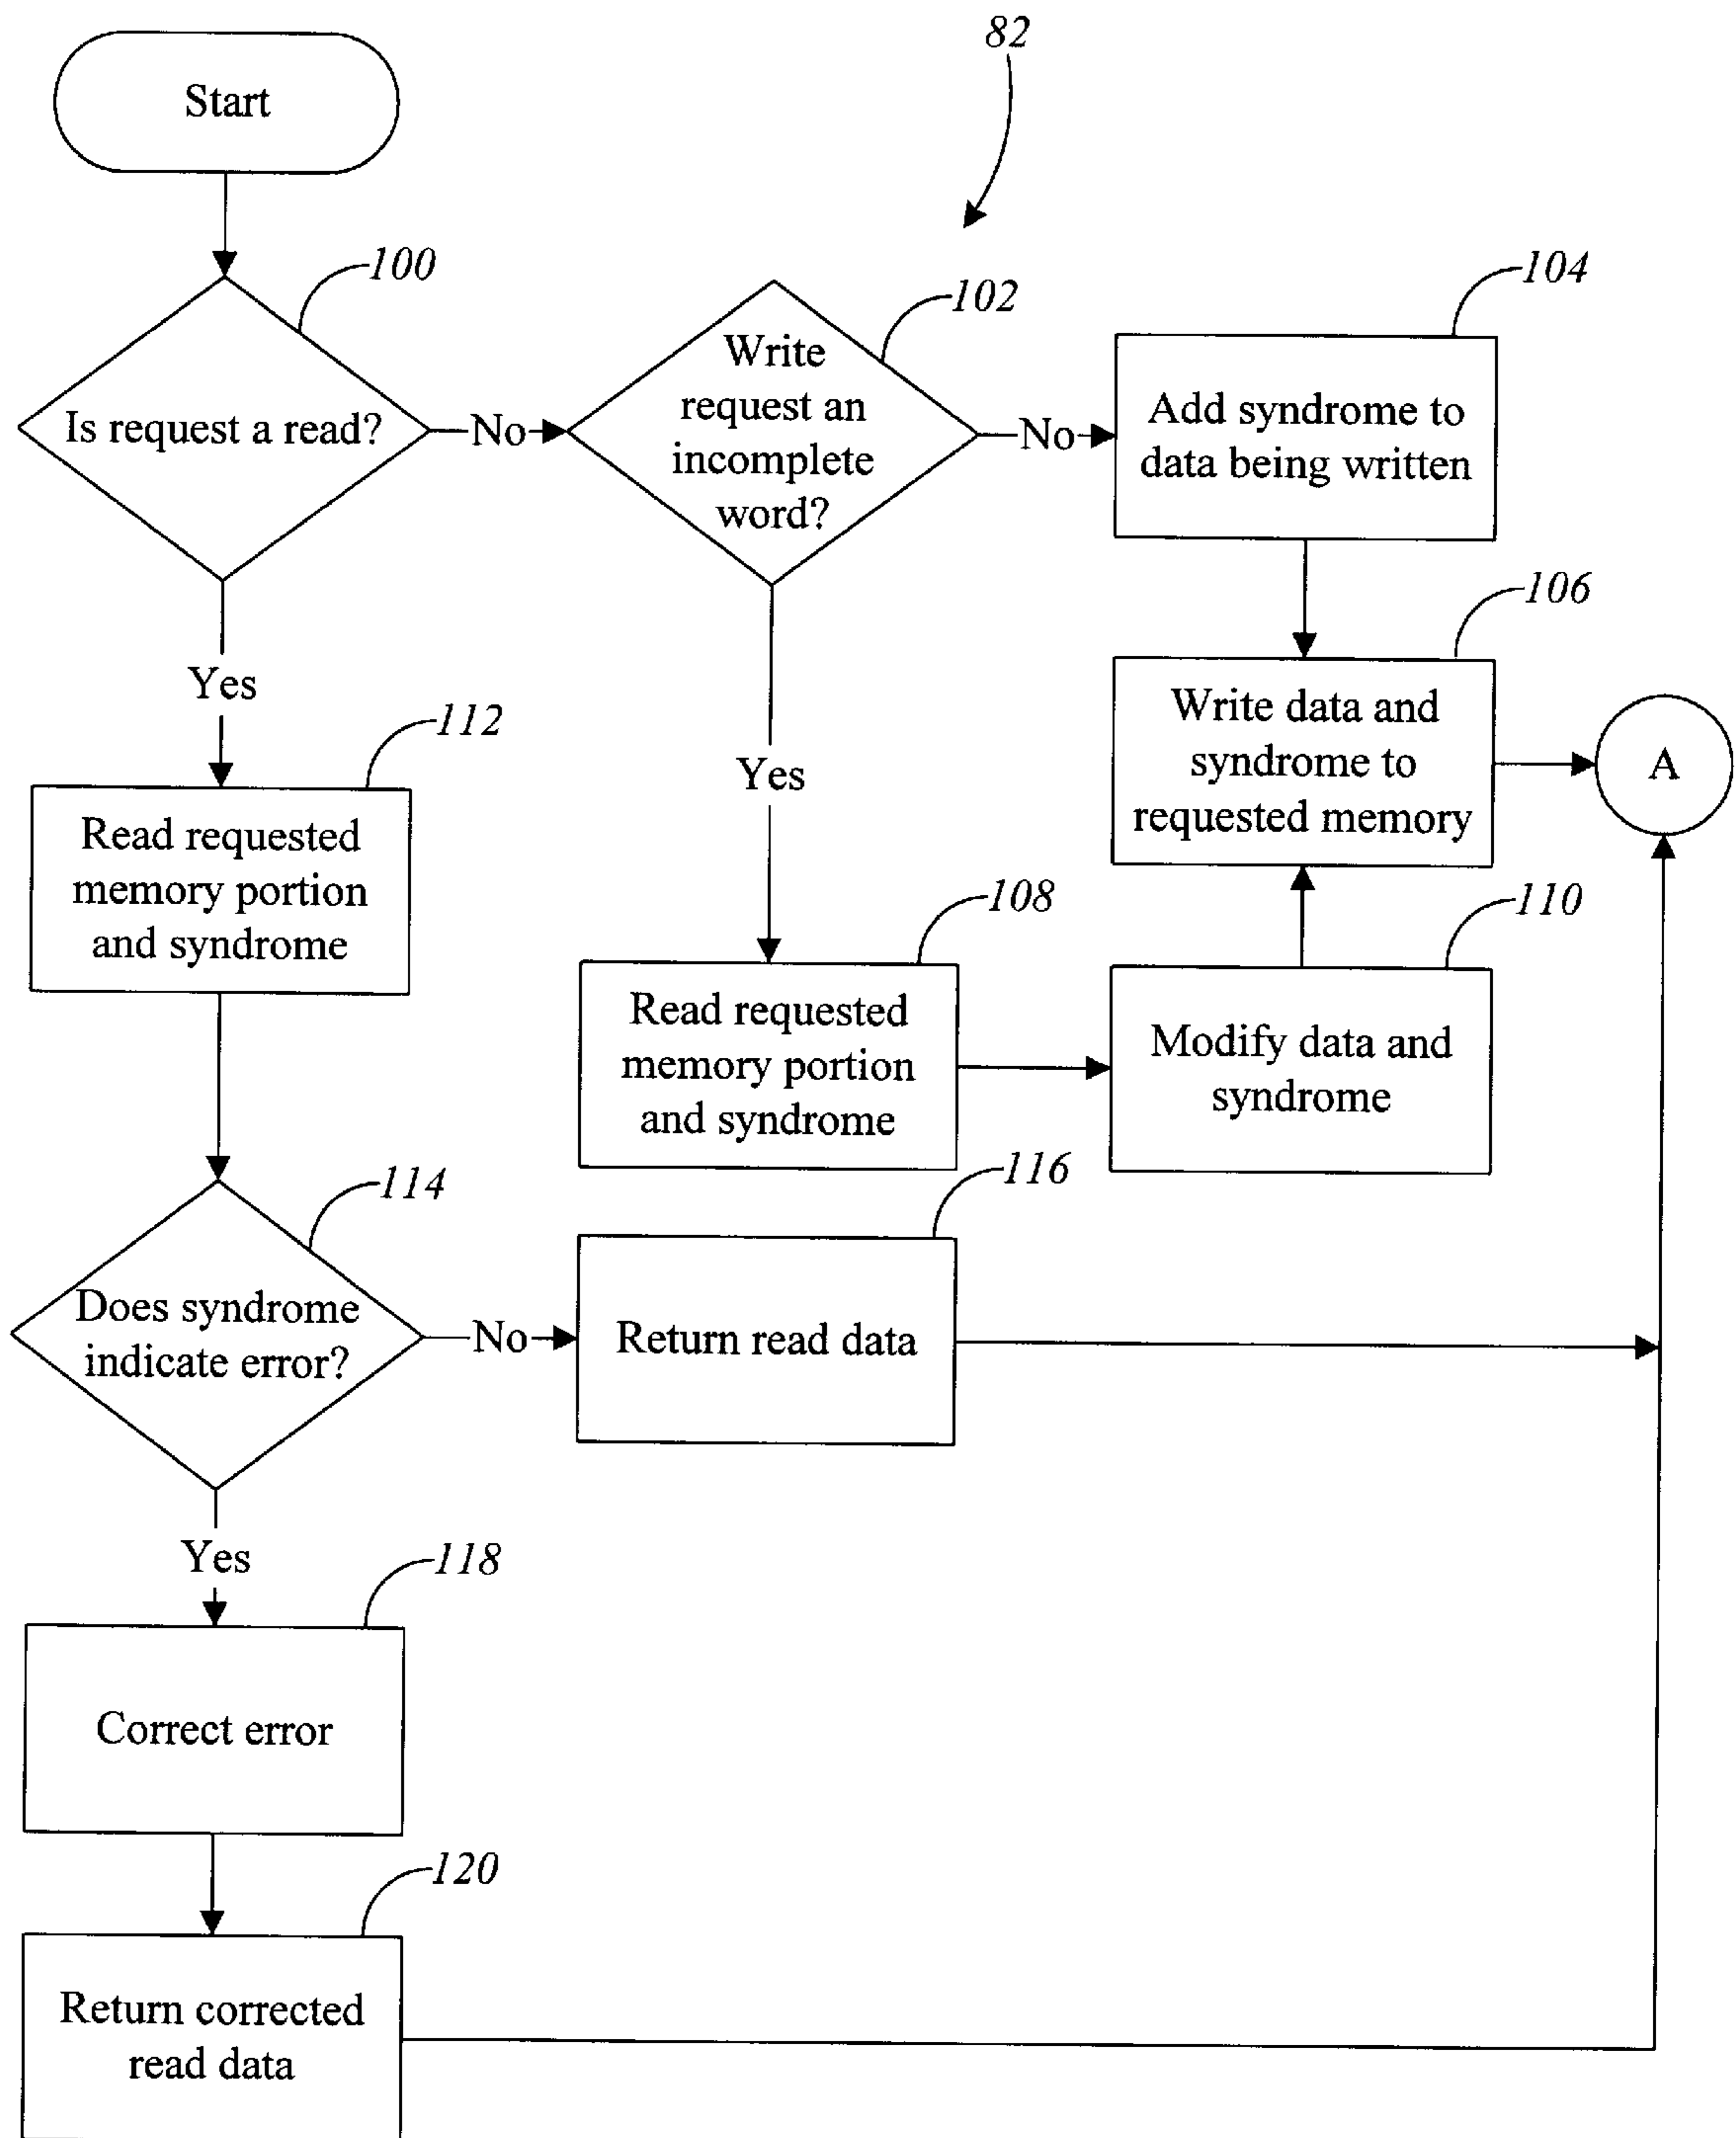 82
Start
100
Is request a read?
No
102
Write
request an
incomplete
word?
No
104
Add syndrome to
data being written
106
Write data and
syndrome to
requested memory
A
Yes
112
Read requested
memory portion
and syndrome
Yes
108
Read requested
memory portion
and syndrome
110
Modify data and
syndrome
114
Does syndrome
indicate error?
No
116
Return read data
Yes
118
Correct error
120
Return corrected
read data